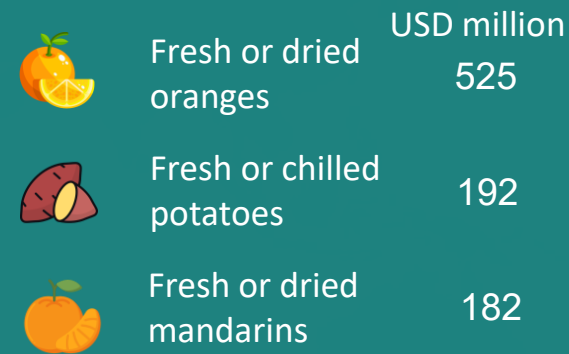 USD million
Fresh or dried
oranges
525
Fresh or chilled
potatoes
192
Fresh or dried
mandarins
182